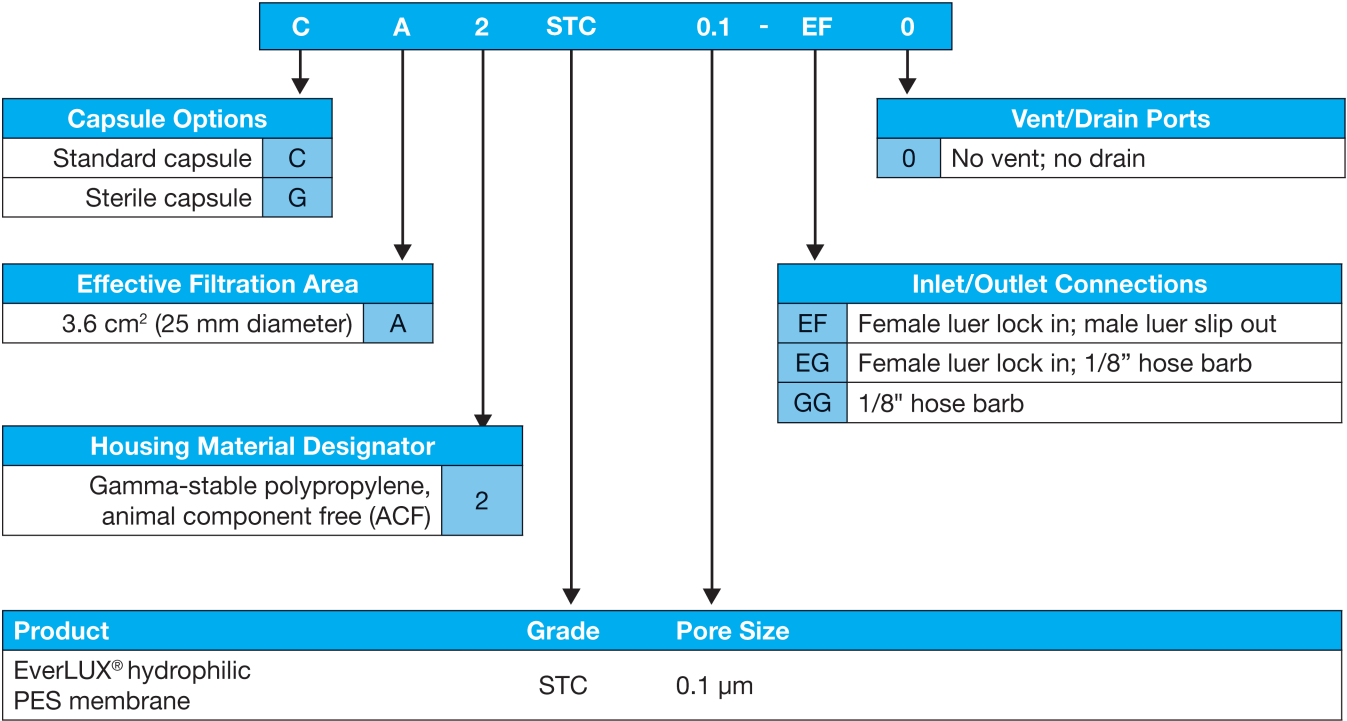 C A 2 STC 0.1 - EF 0
Capsule Options
Standard capsule C
Sterile capsule G
Vent/Drain Ports
0 No vent; no drain
Effective Filtration Area
3.6 cm² (25 mm diameter) A
Inlet/Outlet Connections
EF Female luer lock in; male luer slip out
EG Female luer lock in; 1/8” hose barb
GG 1/8" hose barb
Housing Material Designator
Gamma-stable polypropylene,
animal component free (ACF) 2
Product Grade Pore Size
EverLUX® hydrophilic
PES membrane STC 0.1 μm